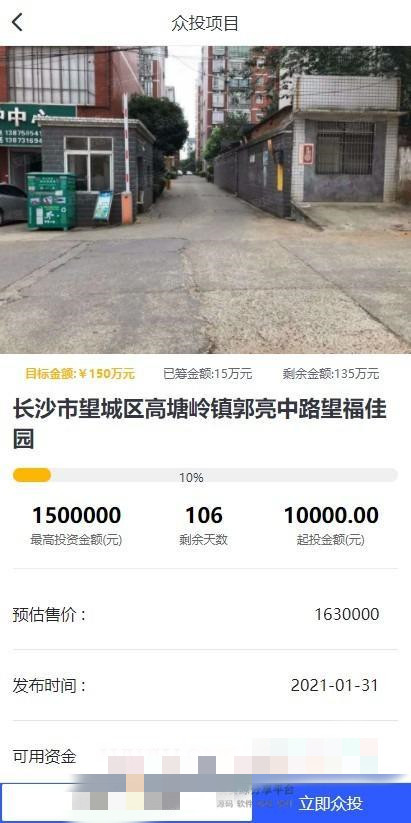 众投项目
中中
13875854
13873169
目标金额:￥150万元 已筹金额:15万元 剩余金额:135万元
长沙市望城区高塘岭镇郭亮中路望福佳
园
10%
1500000 106 10000.00
最高投资金额(元) 剩余天数 起投金额(元)
预估售价： 1630000
发布时间： 2021-01-31
可用资金
立即众投